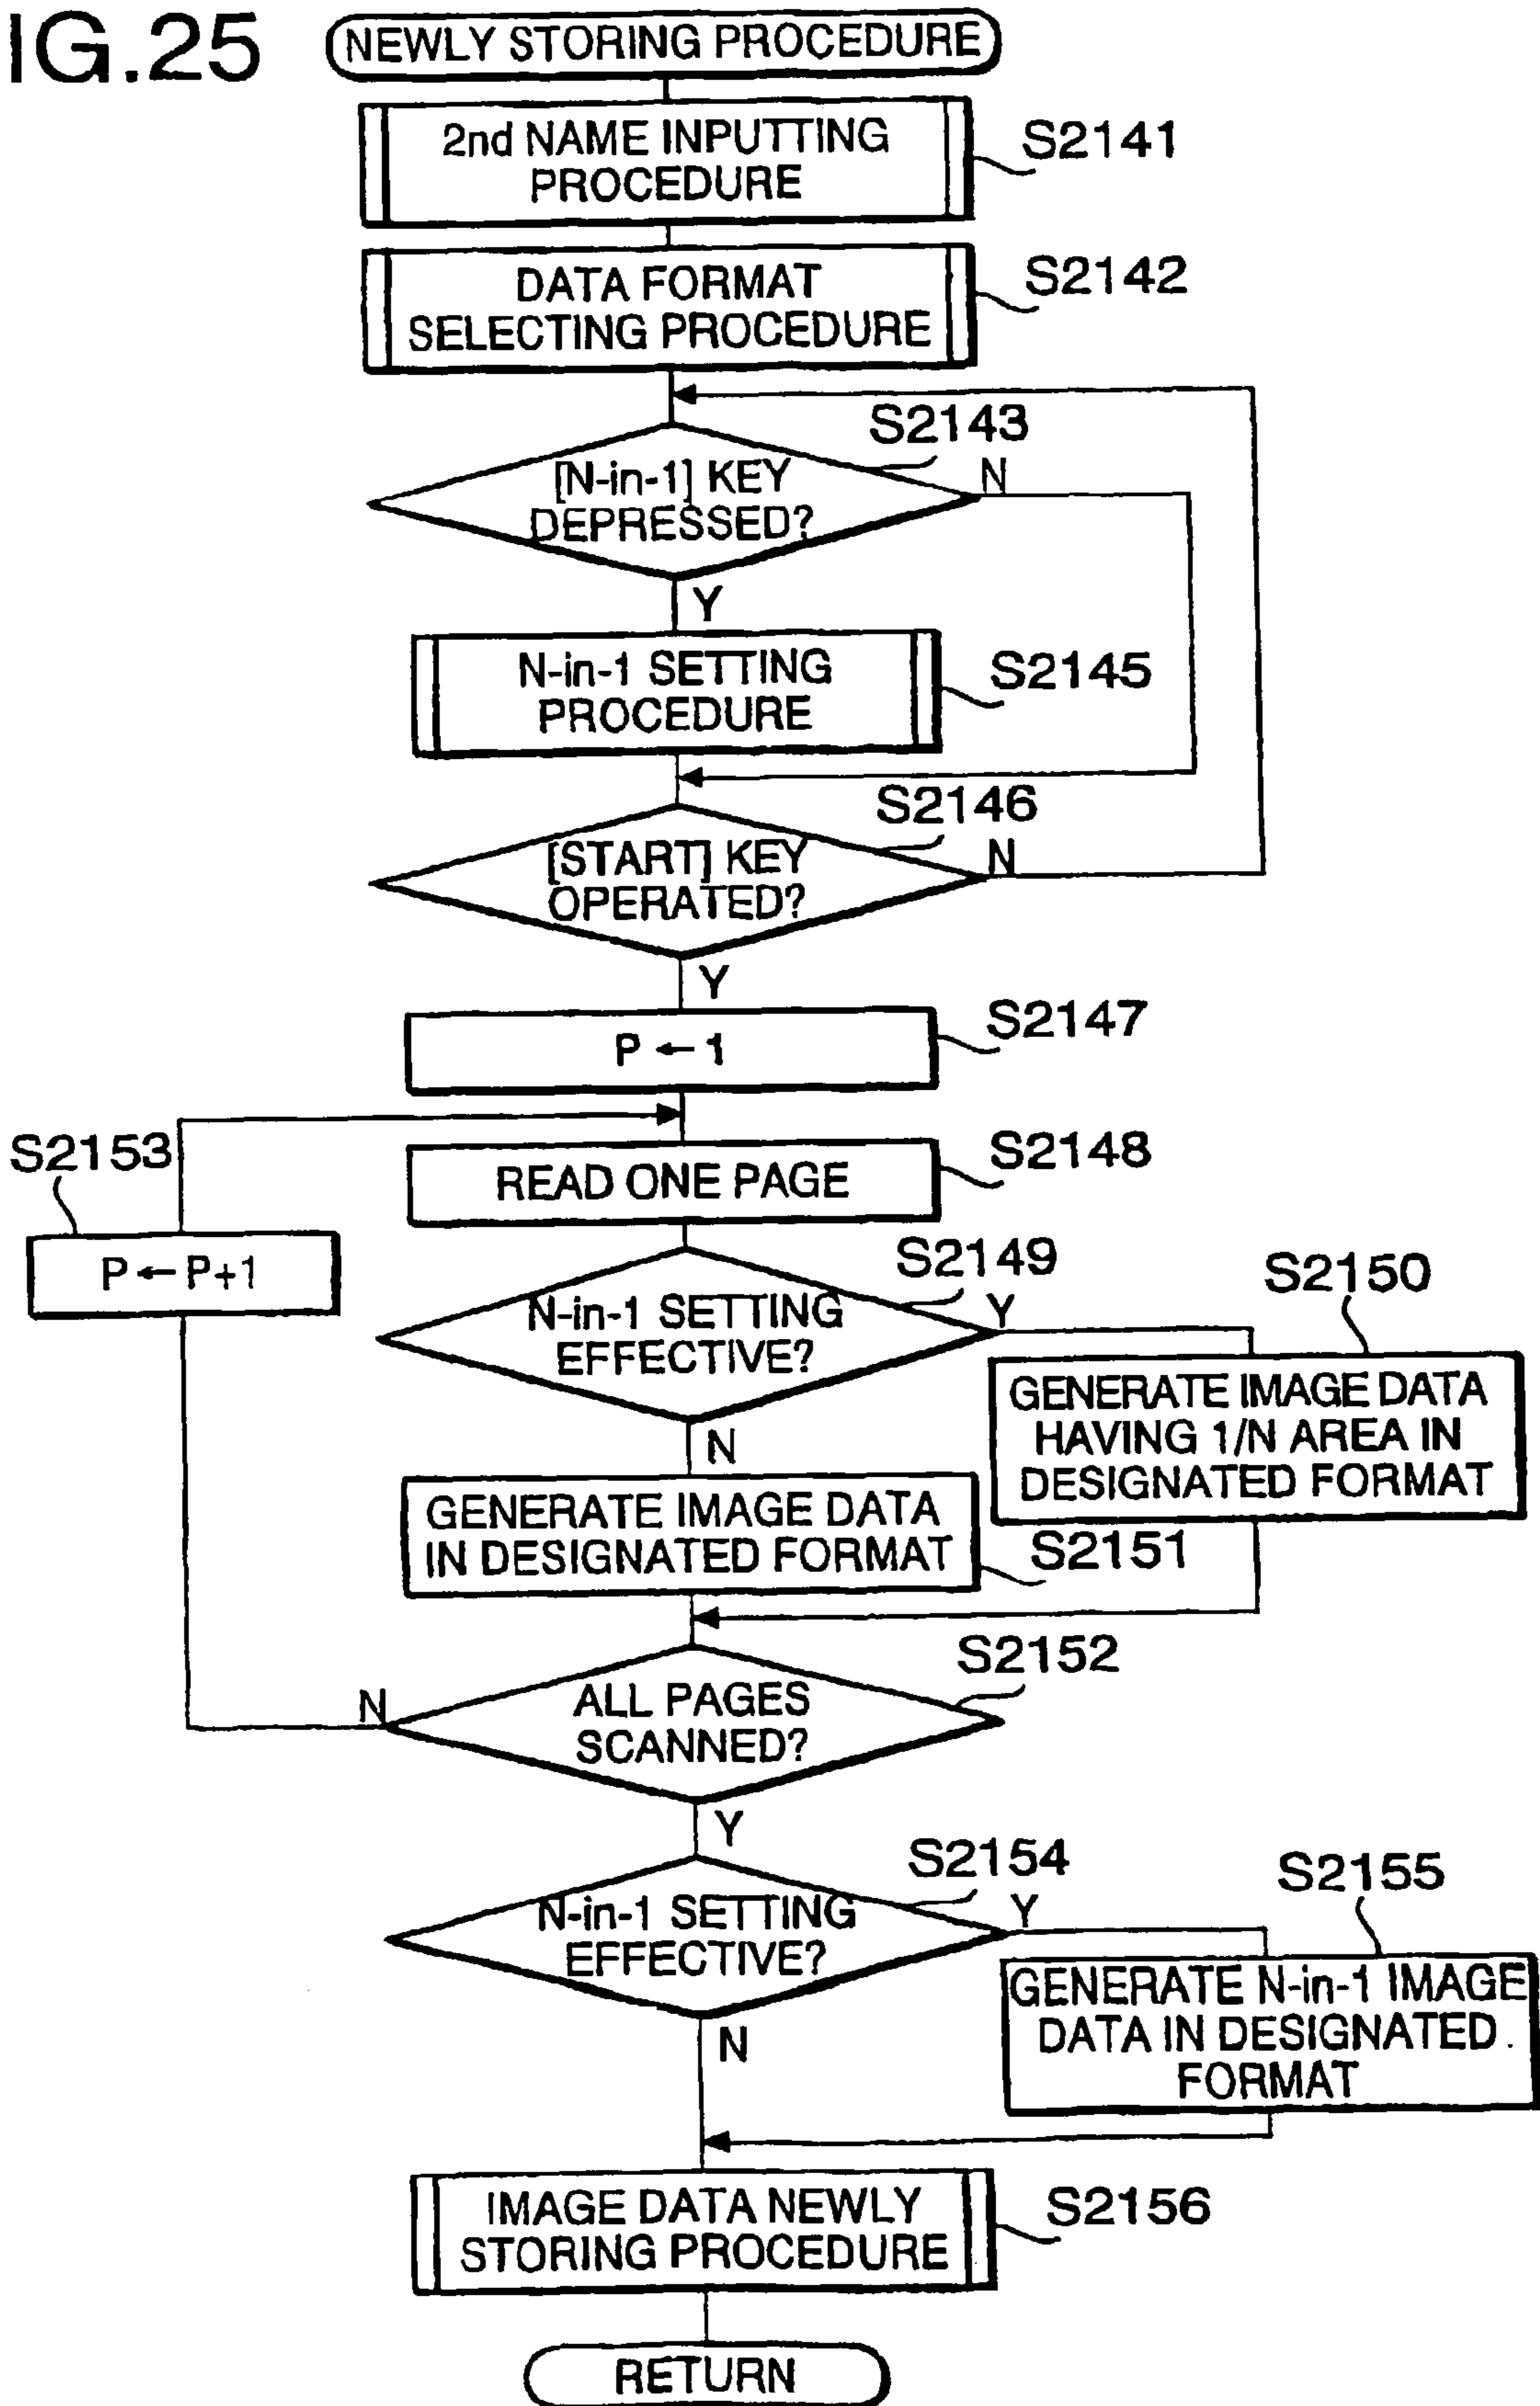 IG.25
NEWLY STORING PROCEDURE
2nd NAME INPUTTING
PROCEDURE
S2141
DATA FORMAT
SELECTING PROCEDURE
S2142
S2143
[N-in-1] KEY
DEPRESSED?
N
Y
N-in-1 SETTING
PROCEDURE
S2145
S2146
[START] KEY
OPERATED?
N
Y
P ← 1
S2147
S2153
P ← P+1
READ ONE PAGE
S2148
S2149
N-in-1 SETTING
EFFECTIVE?
Y
N
S2150
GENERATE IMAGE DATA
HAVING 1/N AREA IN
DESIGNATED FORMAT
GENERATE IMAGE DATA
IN DESIGNATED FORMAT
S2151
S2152
ALL PAGES
SCANNED?
N
Y
S2154
N-in-1 SETTING
EFFECTIVE?
Y
N
S2155
GENERATE N-in-1 IMAGE
DATA IN DESIGNATED
FORMAT
IMAGE DATA NEWLY
STORING PROCEDURE
S2156
RETURN